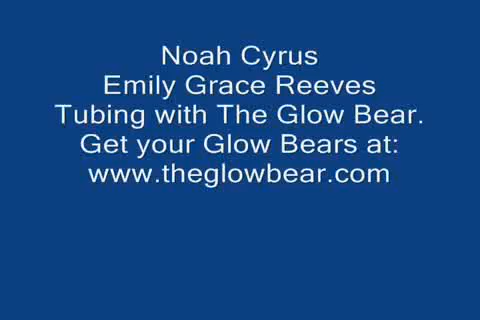 Noah Cyrus
Emily Grace Reeves
Tubing with The Glow Bear.
Get your Glow Bears at:
www.theglowbear.com